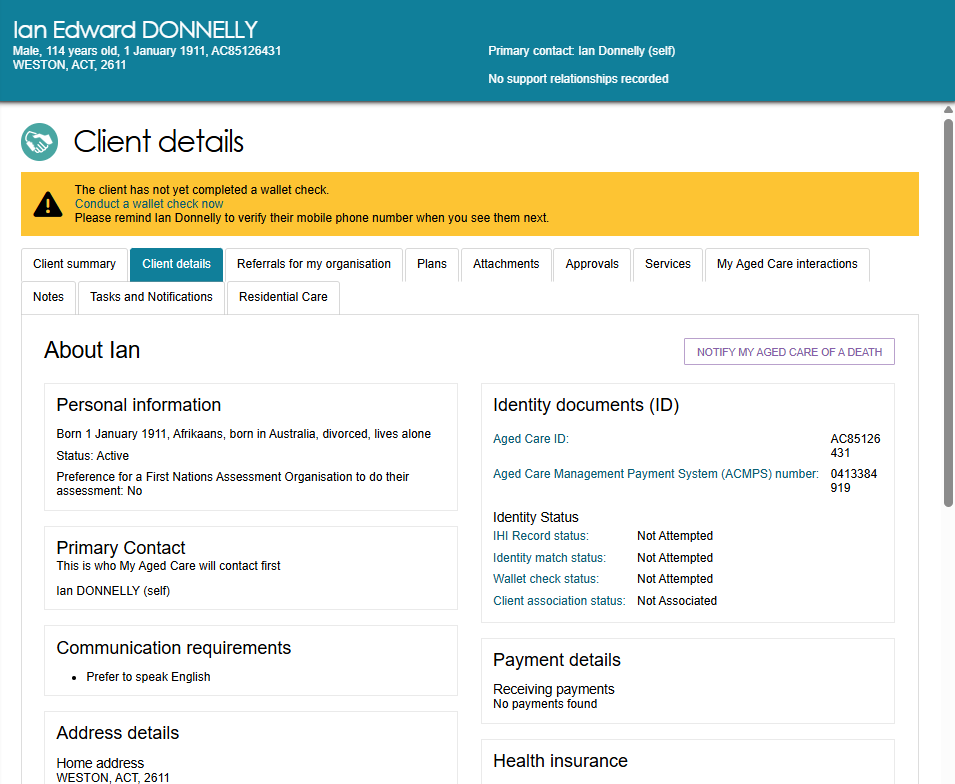 Ian Edward DONNELLY
Male, 114 years old, 1 January 1911, AC85126431
WESTON, ACT, 2611
Primary contact: Ian Donnelly (self)
No support relationships recorded
Client details
The client has not yet completed a wallet check.
Conduct a wallet check now
Please remind Ian Donnelly to verify their mobile phone number when you see them next.
Client summary
Client details
Referrals for my organisation
Plans
Attachments
Approvals
Services
My Aged Care interactions
Notes
Tasks and Notifications
Residential Care
About Ian
NOTIFY MY AGED CARE OF A DEATH
Personal information
Born 1 January 1911, Afrikaans, born in Australia, divorced, lives alone
Status: Active
Preference for a First Nations Assessment Organisation to do their
assessment: No
Primary Contact
This is who My Aged Care will contact first
Ian DONNELLY (self)
Communication requirements
• Prefer to speak English
Address details
Home address
WESTON, ACT, 2611
Identity documents (ID)
Aged Care ID: AC85126
431
Aged Care Management Payment System (ACMPS) number: 0413384
919
Identity Status
IHI Record status: Not Attempted
Identity match status: Not Attempted
Wallet check status: Not Attempted
Client association status: Not Associated
Payment details
Receiving payments
No payments found
Health insurance